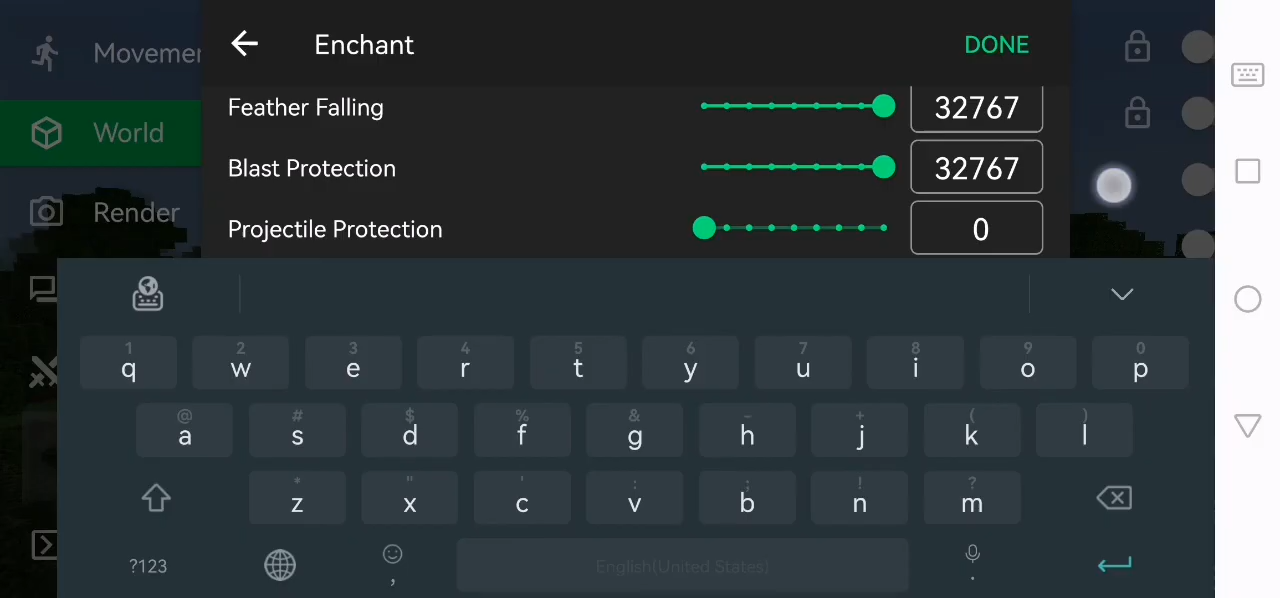 Enchant
DONE
Movemen
World
Render
Feather Falling
32767
Blast Protection
32767
Projectile Protection
0
1 2 3 4 5 6 7 8 9 0
q w e r t y u i o p
@ # $ % & - + ( )
a s d f g h j k l
* " ' : ; ! ?
z x c v b n m
?123
,
English(United States)
.